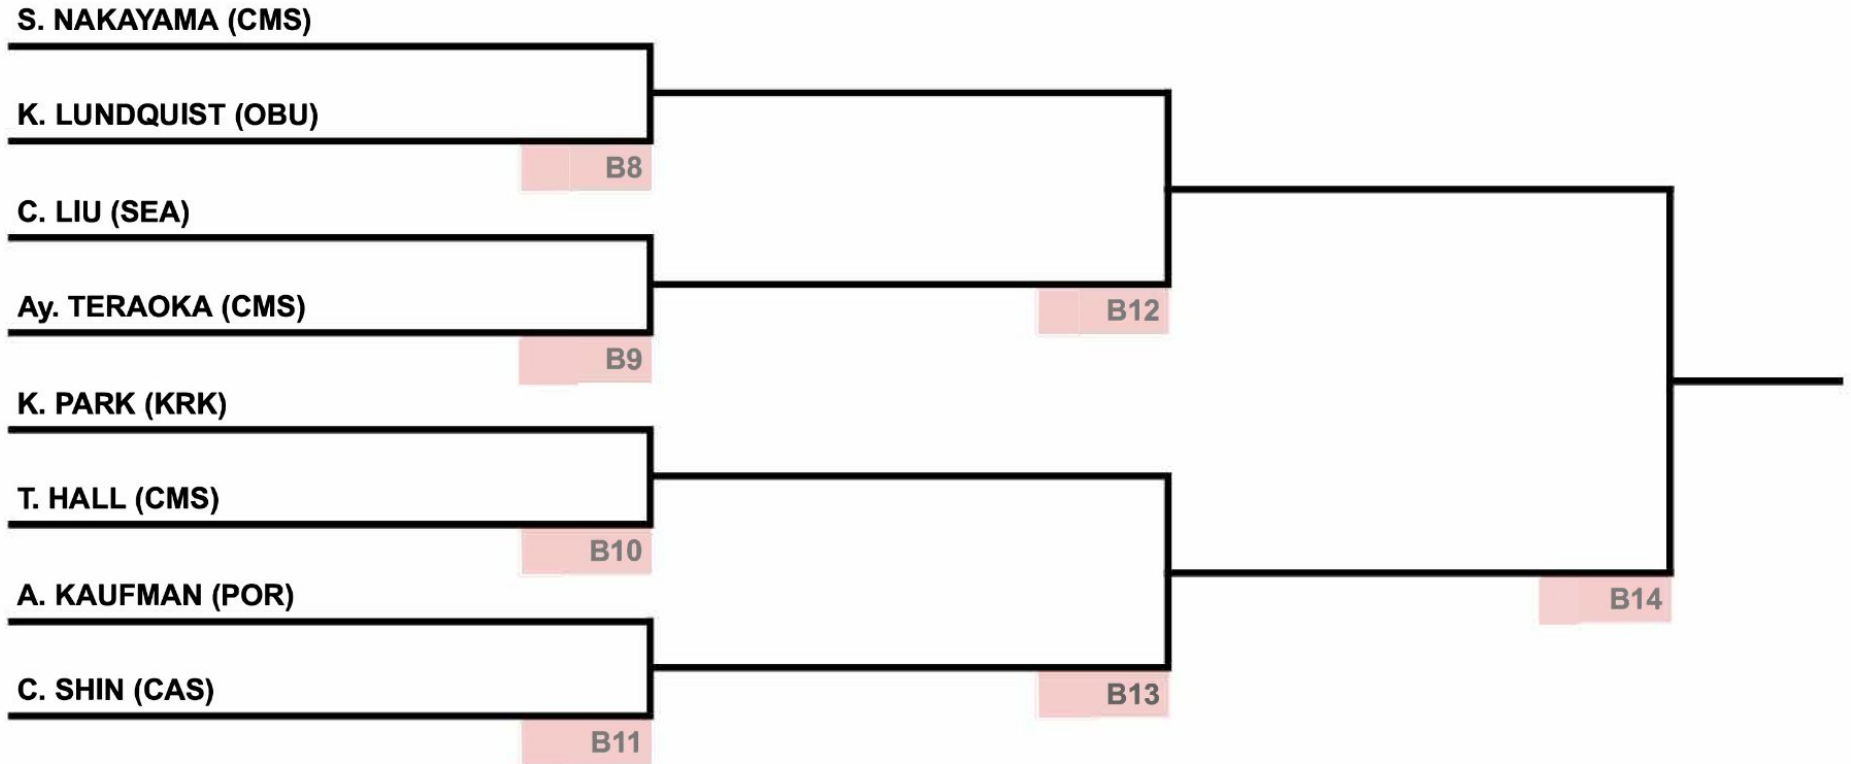 S. NAKAYAMA (CMS)
K. LUNDQUIST (OBU)
B8
C. LIU (SEA)
Ay. TERAOKA (CMS)
B12
B9
K. PARK (KRK)
T. HALL (CMS)
B10
A. KAUFMAN (POR)
B14
C. SHIN (CAS)
B13
B11